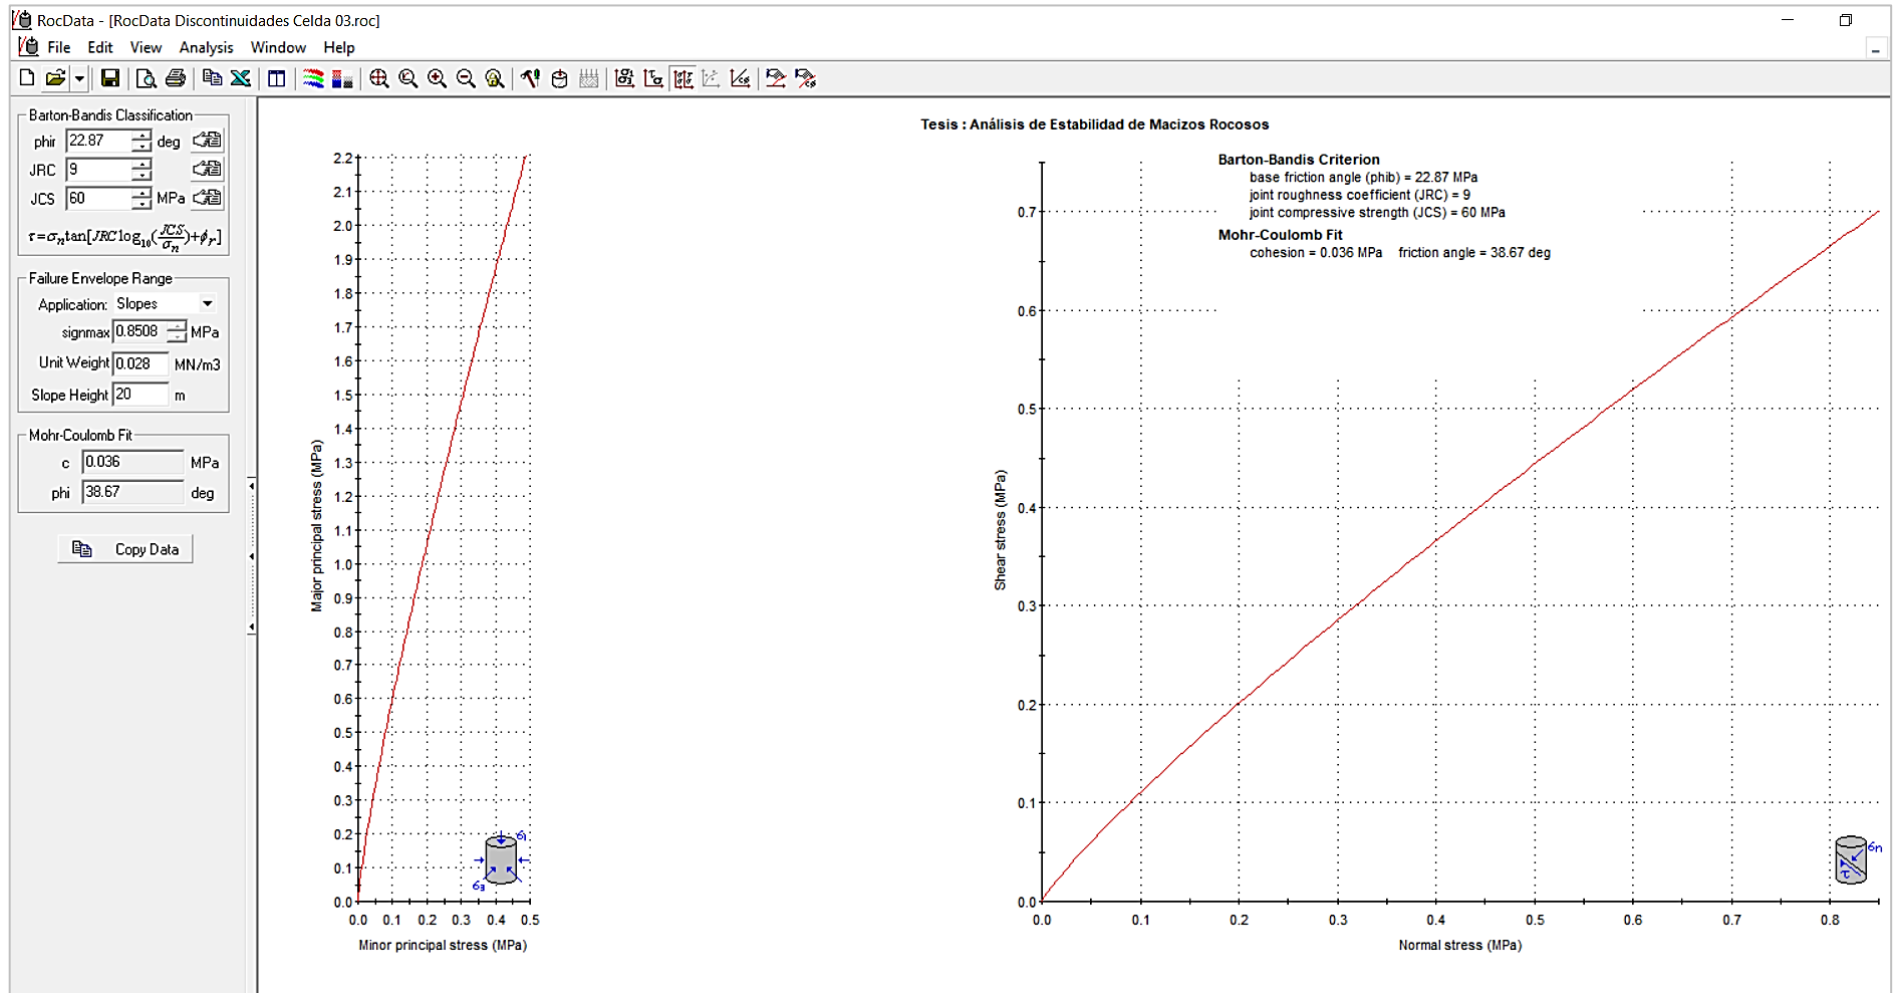 RocData - [RocData Discontinuidades Celda 03.roc]
File Edit View Analysis Window Help
Barton-Bandis Classification
phir 22.87 deg
JRC 9
JCS 60 MPa
τ=σn tan[JRC log10(JCS/σn)+ϕr]
Failure Envelope Range
Application: Slopes
signmax 0.8508 MPa
Unit Weight 0.028 MN/m3
Slope Height 20 m
Mohr-Coulomb Fit
c 0.036 MPa
phi 38.67 deg
Copy Data
Tesis : Análisis de Estabilidad de Macizos Rocosos
Major principal stress (MPa)
2.2
2.1
2.0
1.9
1.8
1.7
1.6
1.5
1.4
1.3
1.2
1.1
1.0
0.9
0.8
0.7
0.6
0.5
0.4
0.3
0.2
0.1
0.0
0.0 0.1 0.2 0.3 0.4 0.5
Minor principal stress (MPa)
σ1
σ3
Barton-Bandis Criterion
base friction angle (phib) = 22.87 MPa
joint roughness coefficient (JRC) = 9
joint compressive strength (JCS) = 60 MPa
Mohr-Coulomb Fit
cohesion = 0.036 MPa friction angle = 38.67 deg
Shear stress (MPa)
0.7
0.6
0.5
0.4
0.3
0.2
0.1
0.0
0.0 0.1 0.2 0.3 0.4 0.5 0.6 0.7 0.8
Normal stress (MPa)
σn
τ